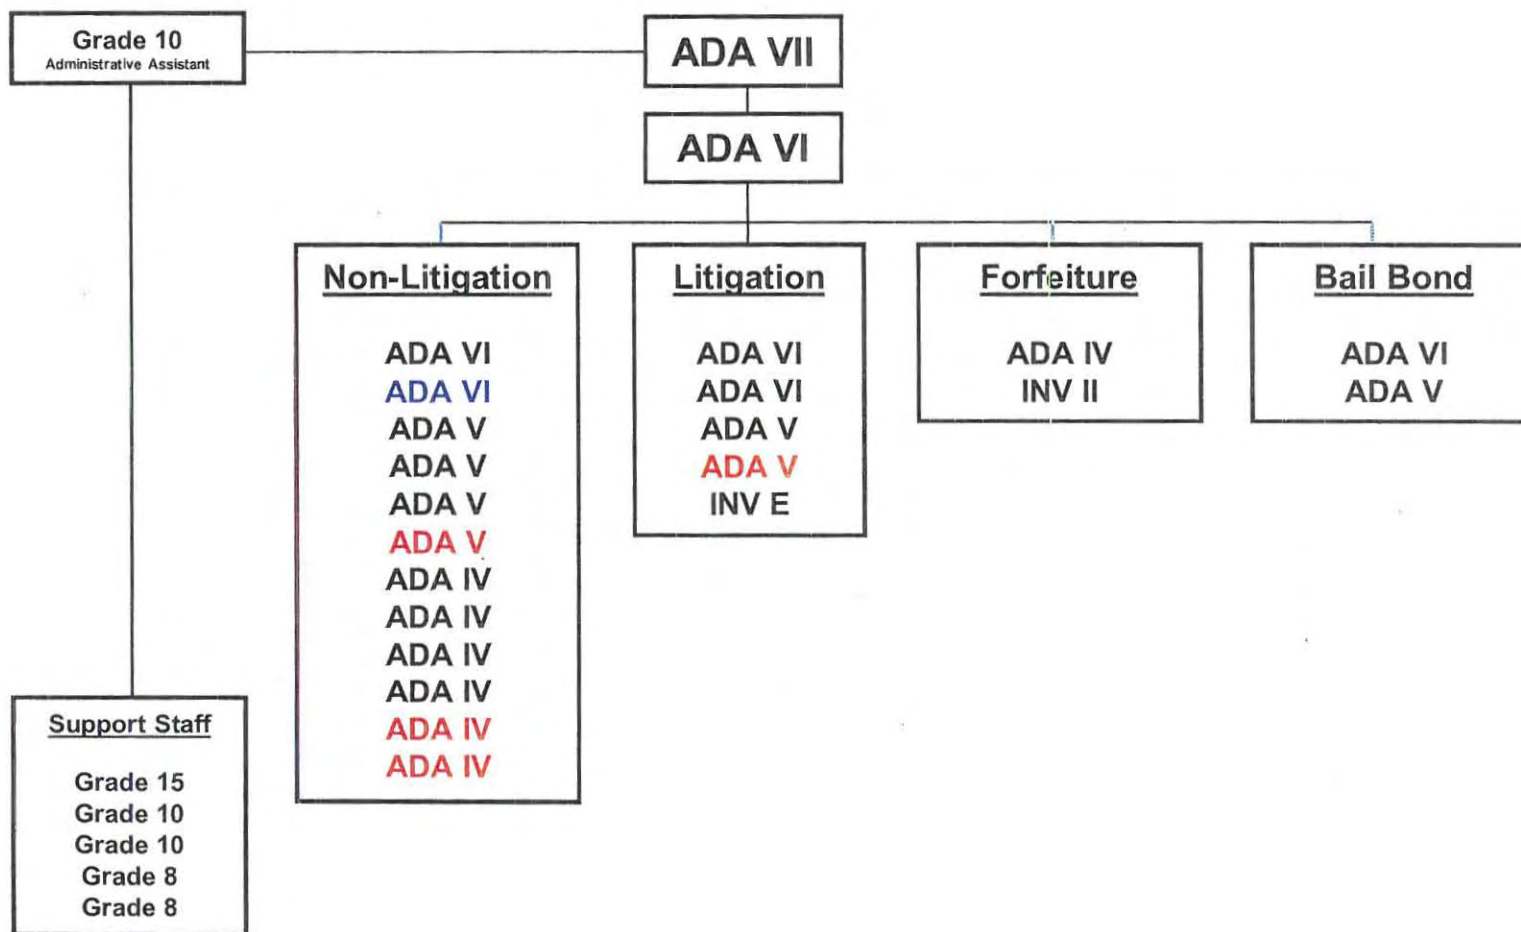 Grade 10
Administrative Assistant
ADA VII
ADA VI
Non-Litigation
ADA VI
ADA VI
ADA V
ADA V
ADA V
ADA V
ADA IV
ADA IV
ADA IV
ADA IV
ADA IV
ADA IV
Litigation
ADA VI
ADA VI
ADA V
ADA V
INV E
Forfeiture
ADA IV
INV II
Bail Bond
ADA VI
ADA V
Support Staff
Grade 15
Grade 10
Grade 10
Grade 8
Grade 8